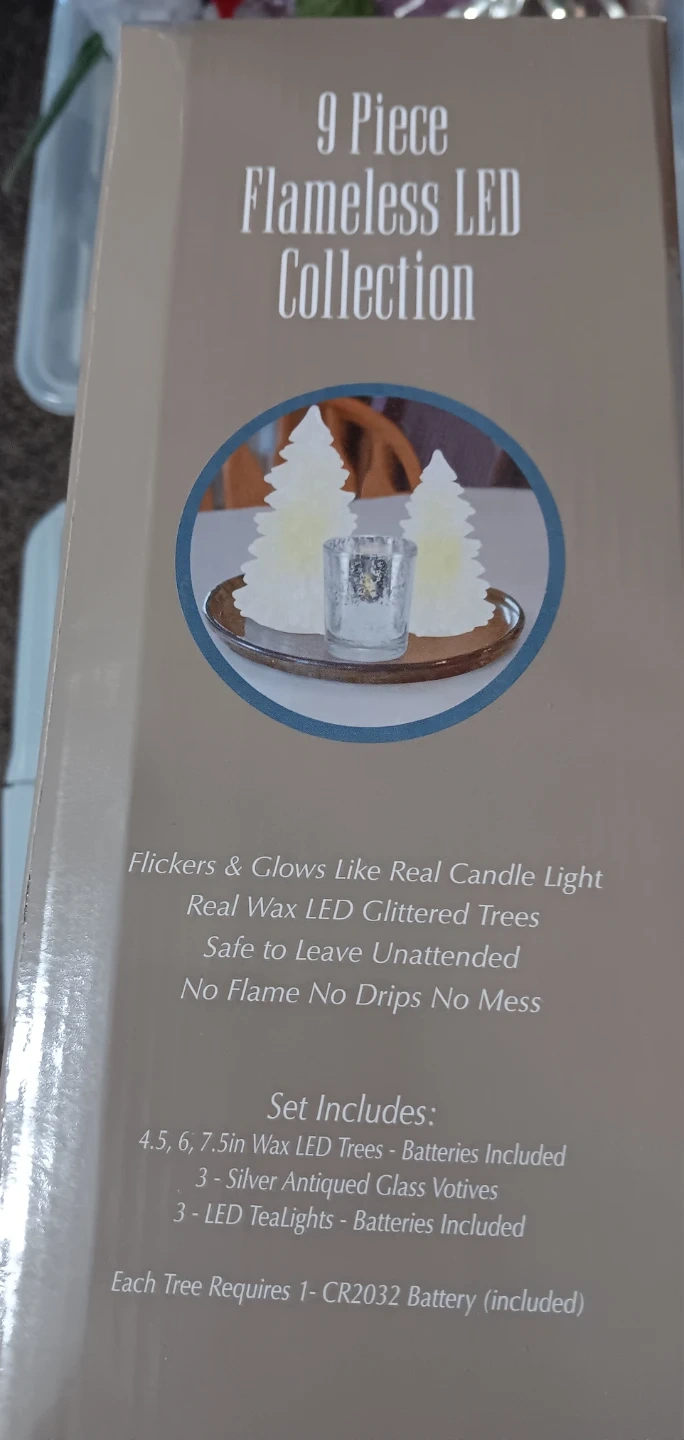 9 Piece
Flameless LED
Collection
Flickers & Glows Like Real Candle Light
Real Wax LED Glittered Trees
Safe to Leave Unattended
No Flame No Drips No Mess
Set Includes:
4.5, 6, 7.5in Wax LED Trees - Batteries Included
3 - Silver Antiqued Glass Votives
3 - LED TeaLights - Batteries Included
Each Tree Requires 1- CR2032 Battery (included)